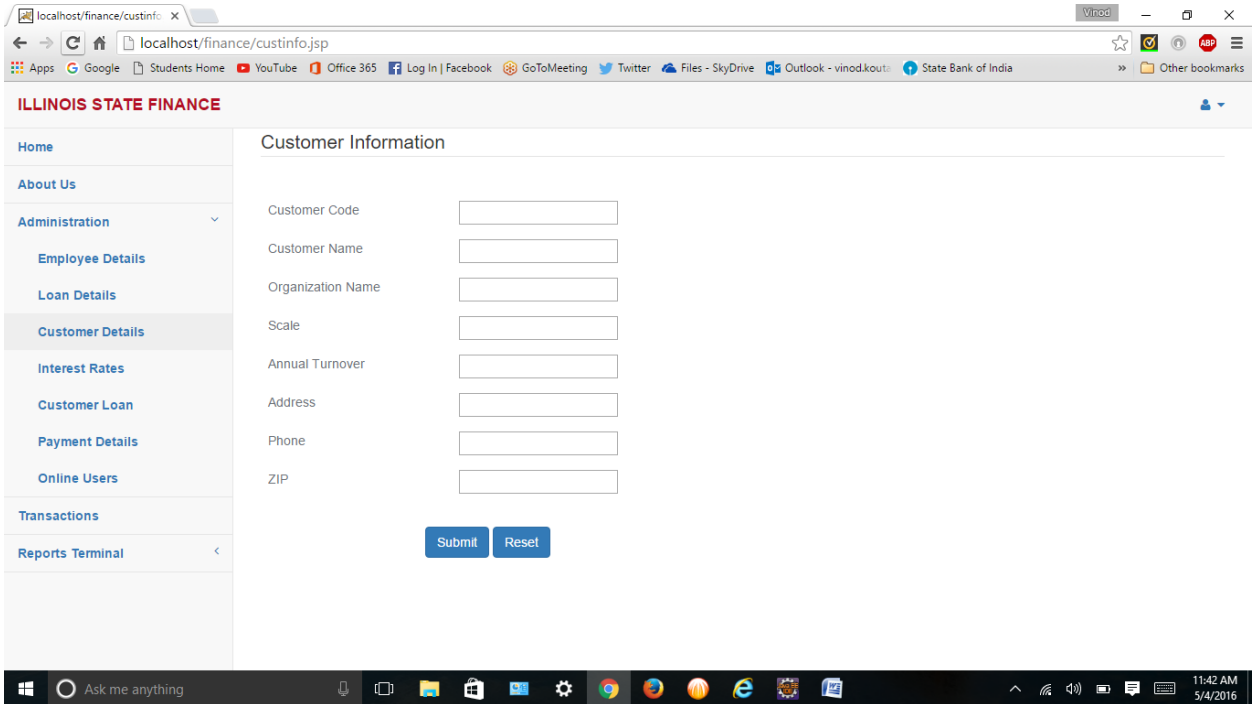 localhost/finance/custinfo
Vinod
localhost/finance/custinfo.jsp
ABP
Apps Google Students Home YouTube Office 365 Log In | Facebook GoToMeeting Twitter Files - SkyDrive Outlook - vinod.kouta State Bank of India » Other bookmarks
ILLINOIS STATE FINANCE
Home
About Us
Administration
Employee Details
Loan Details
Customer Details
Interest Rates
Customer Loan
Payment Details
Online Users
Transactions
Reports Terminal
Customer Information
Customer Code
Customer Name
Organization Name
Scale
Annual Turnover
Address
Phone
ZIP
Submit Reset
Ask me anything
11:42 AM
5/4/2016